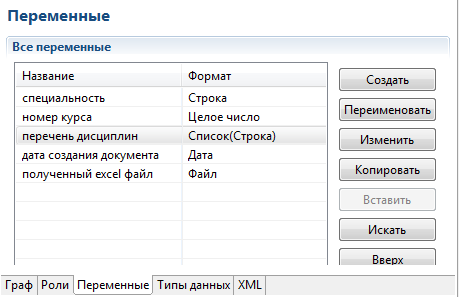 Переменные
Все переменные
Название Формат
специальность Строка
номер курса Целое число
перечень дисциплин Список(Строка)
дата создания документа Дата
полученный excel файл Файл
Создать
Переименовать
Изменить
Копировать
Вставить
Искать
Вверх
Граф Роли Переменные Типы данных XML